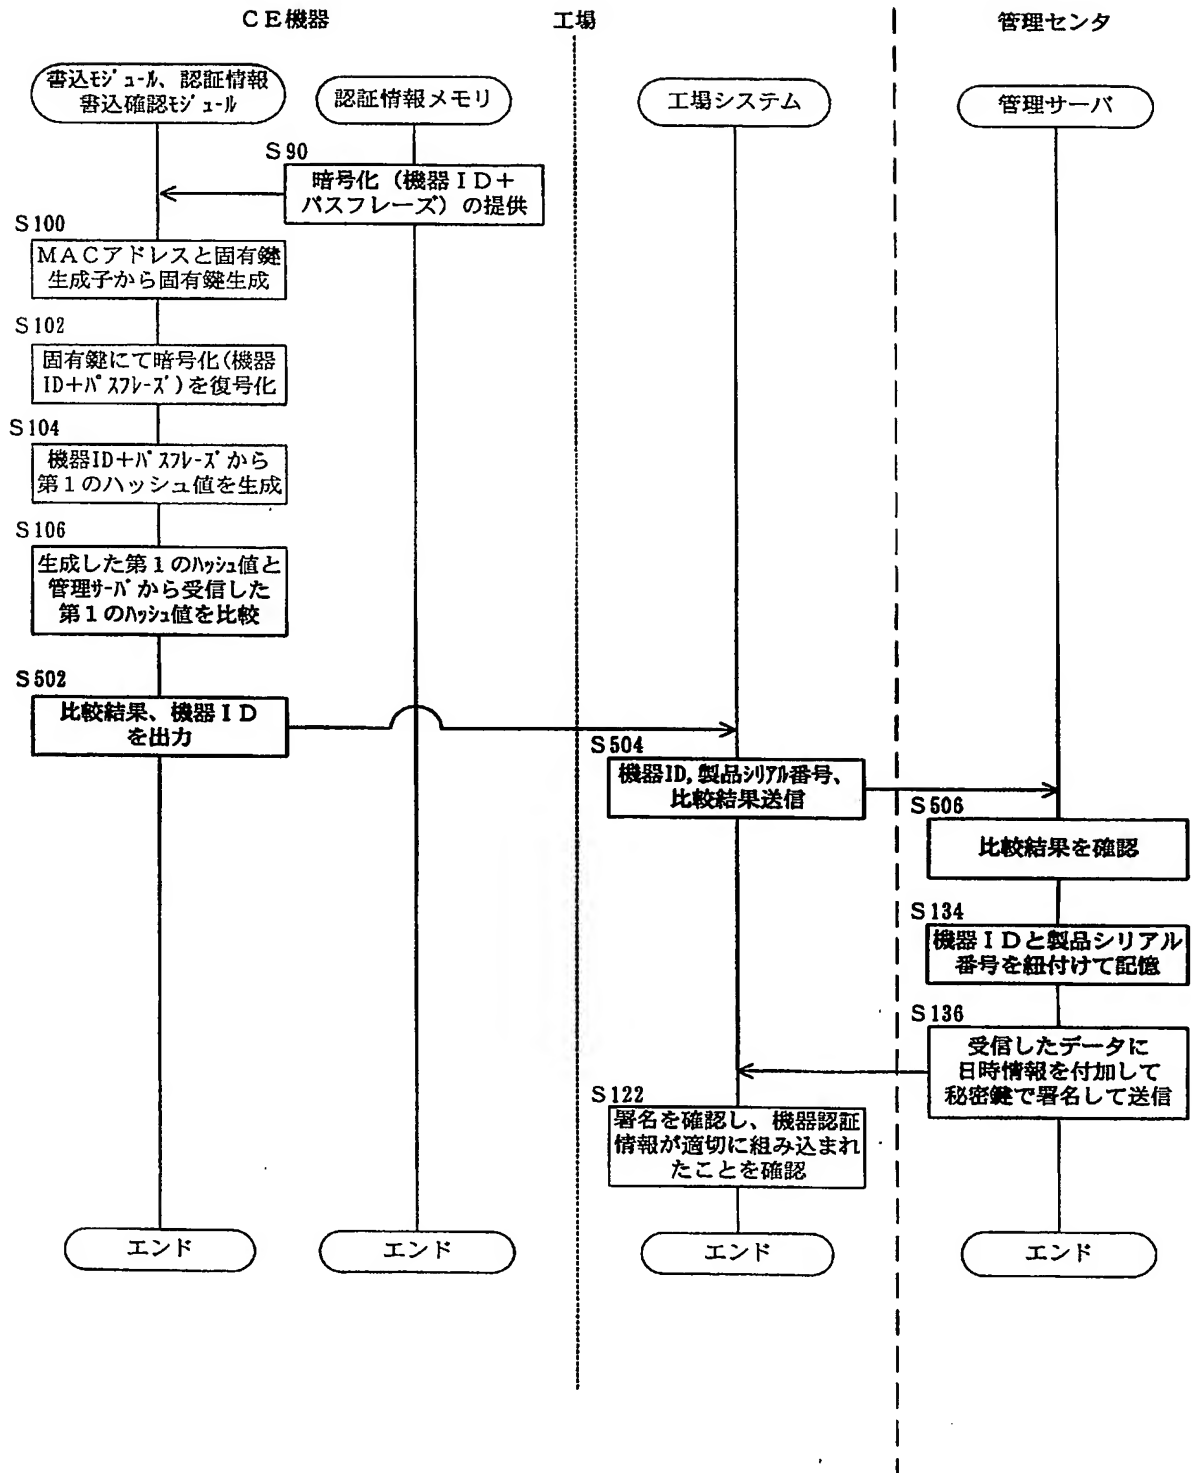 ＣＥ機器
工場
管理センタ
書込ﾓｼﾞｭｰﾙ、認証情報
書込確認ﾓｼﾞｭｰﾙ
認証情報メモリ
工場システム
管理サーバ
Ｓ90
暗号化（機器ＩＤ＋
パスフレーズ）の提供
Ｓ100
ＭＡＣアドレスと固有鍵
生成子から固有鍵生成
Ｓ102
固有鍵にて暗号化(機器
ID+ﾊﾟｽﾌﾚｰｽﾞ)を復号化
Ｓ104
機器ID+ﾊﾟｽﾌﾚｰｽﾞから
第１のハッシュ値を生成
Ｓ106
生成した第１のﾊｯｼｭ値と
管理ｻｰﾊﾞから受信した
第１のﾊｯｼｭ値を比較
Ｓ502
比較結果、機器ＩＤ
を出力
Ｓ504
機器ID,製品ｼﾘｱﾙ番号、
比較結果送信
Ｓ506
比較結果を確認
Ｓ134
機器ＩＤと製品シリアル
番号を紐付けて記憶
Ｓ136
受信したデータに
日時情報を付加して
秘密鍵で署名して送信
Ｓ122
署名を確認し、機器認証
情報が適切に組み込まれ
たことを確認
エンド
エンド
エンド
エンド